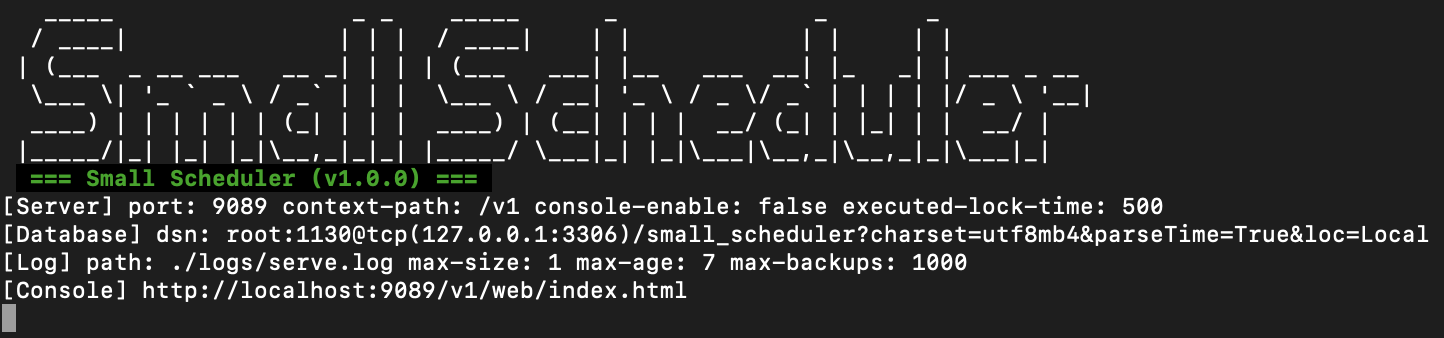 Small Scheduler
=== Small Scheduler (v1.0.0) ===
[Server] port: 9089 context-path: /v1 console-enable: false executed-lock-time: 500
[Database] dsn: root:1130@tcp(127.0.0.1:3306)/small_scheduler?charset=utf8mb4&parseTime=True&loc=Local
[Log] path: ./logs/serve.log max-size: 1 max-age: 7 max-backups: 1000
[Console] http://localhost:9089/v1/web/index.html